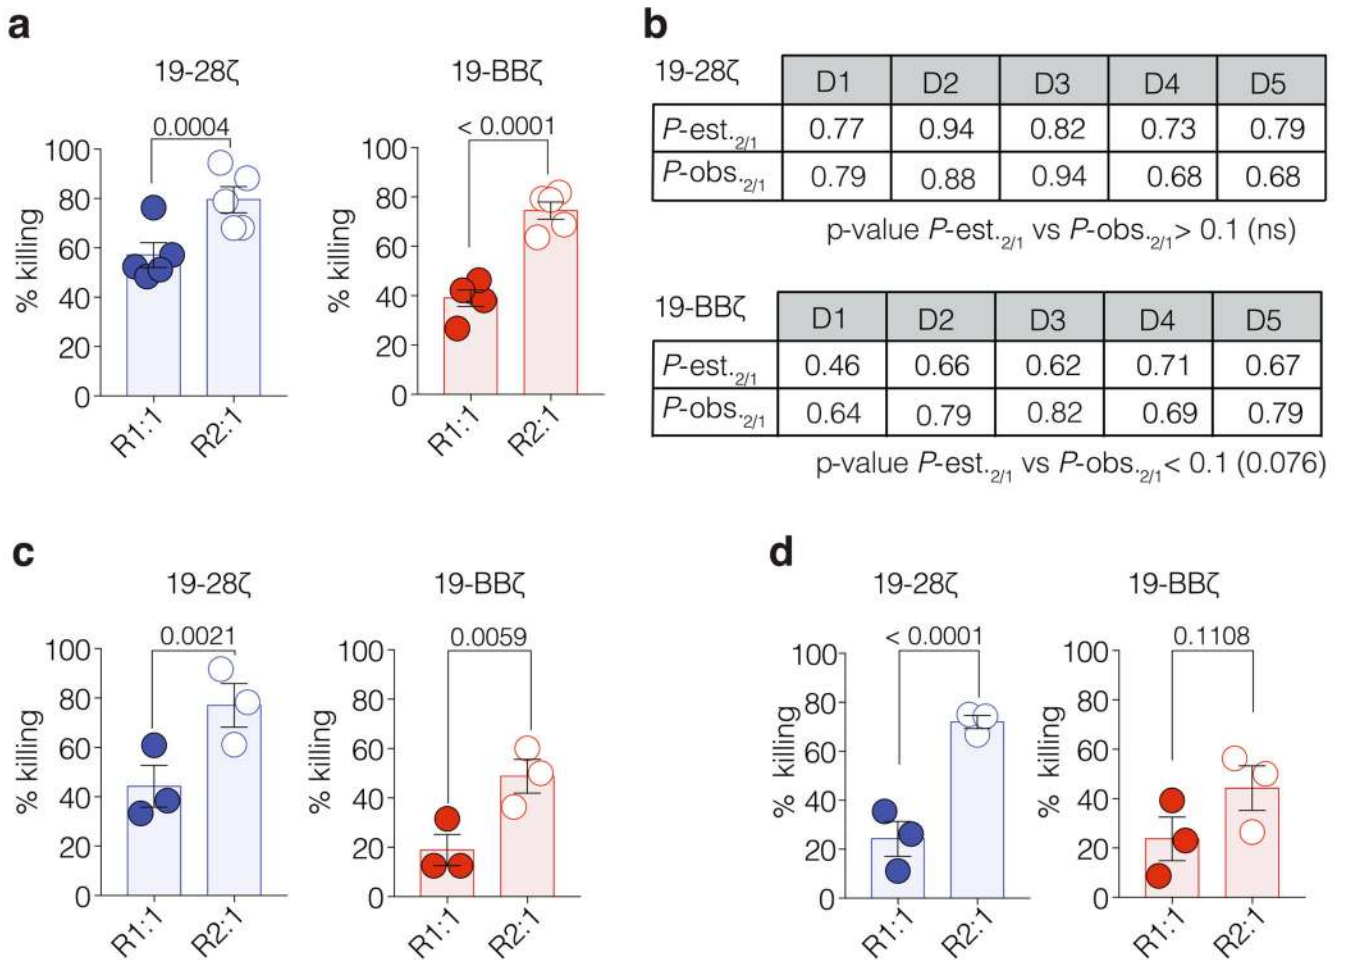 a
19-28ζ
19-BBζ
0.0004
< 0.0001
% killing
100
80
60
40
20
0
R1:1
R2:1
% killing
100
80
60
40
20
0
R1:1
R2:1
b
19-28ζ
D1 D2 D3 D4 D5
P-est.2/1 0.77 0.94 0.82 0.73 0.79
P-obs.2/1 0.79 0.88 0.94 0.68 0.68
p-value P-est.2/1 vs P-obs.2/1> 0.1 (ns)
19-BBζ
D1 D2 D3 D4 D5
P-est.2/1 0.46 0.66 0.62 0.71 0.67
P-obs.2/1 0.64 0.79 0.82 0.69 0.79
p-value P-est.2/1 vs P-obs.2/1< 0.1 (0.076)
c
19-28ζ
19-BBζ
0.0021
0.0059
% killing
100
80
60
40
20
0
R1:1
R2:1
% killing
100
80
60
40
20
0
R1:1
R2:1
d
19-28ζ
19-BBζ
< 0.0001
0.1108
% killing
100
80
60
40
20
0
R1:1
R2:1
% killing
100
80
60
40
20
0
R1:1
R2:1